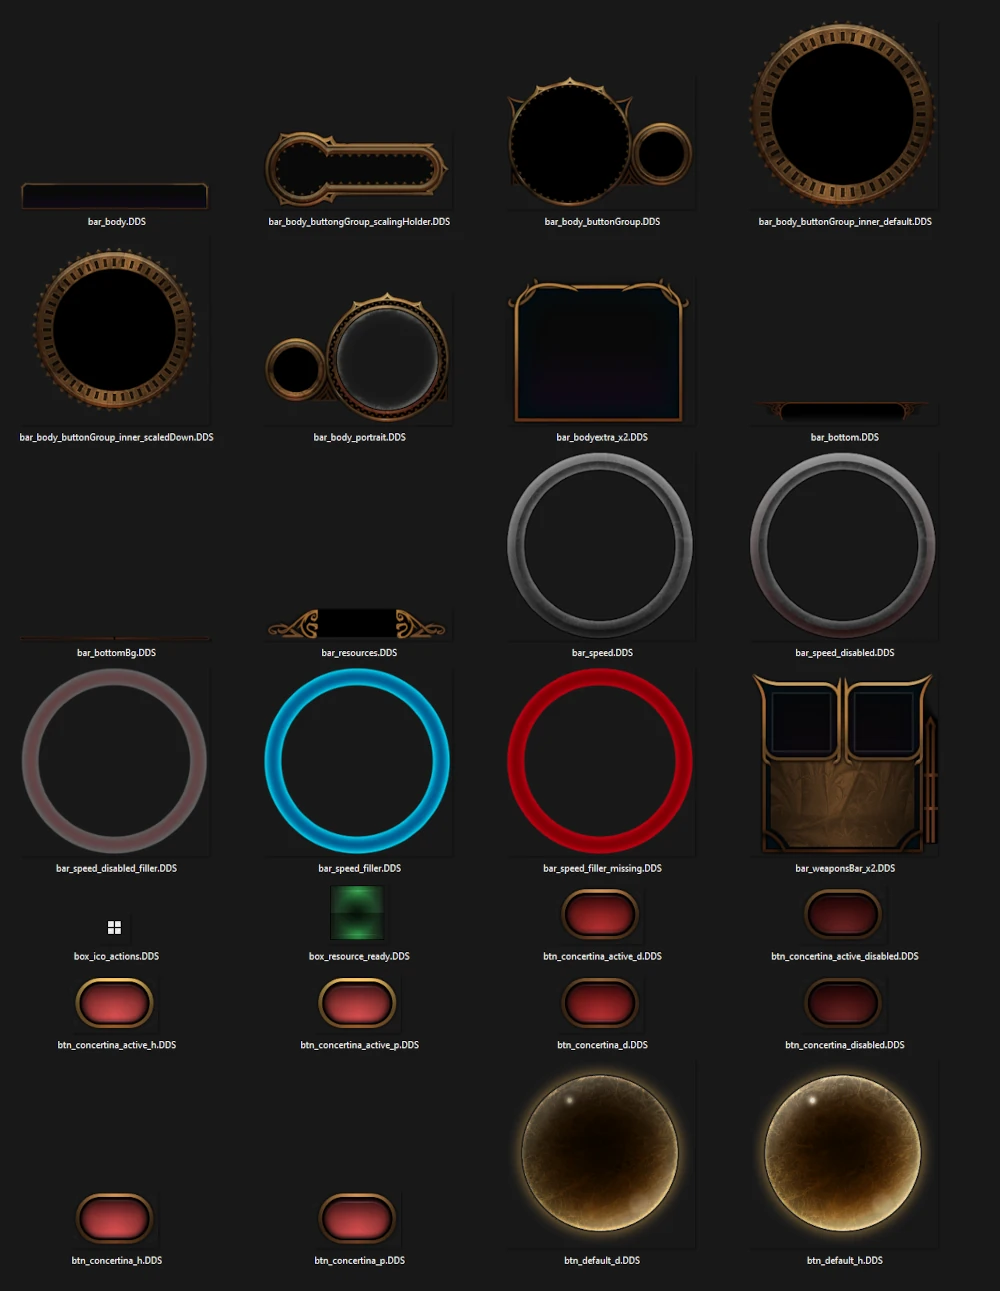 bar_body.DDS
bar_body_buttongGroup_scalingHolder.DDS
bar_body_buttonGroup.DDS
bar_body_buttonGroup_inner_default.DDS
bar_body_buttonGroup_inner_scaledDown.DDS
bar_body_portrait.DDS
bar_bodyextra_x2.DDS
bar_bottom.DDS
bar_bottomBg.DDS
bar_resources.DDS
bar_speed.DDS
bar_speed_disabled.DDS
bar_speed_disabled_filler.DDS
bar_speed_filler.DDS
bar_speed_filler_missing.DDS
bar_weaponsBar_x2.DDS
box_ico_actions.DDS
box_resource_ready.DDS
btn_concertina_active_d.DDS
btn_concertina_active_disabled.DDS
btn_concertina_active_h.DDS
btn_concertina_active_p.DDS
btn_concertina_d.DDS
btn_concertina_disabled.DDS
btn_concertina_h.DDS
btn_concertina_p.DDS
btn_default_d.DDS
btn_default_h.DDS